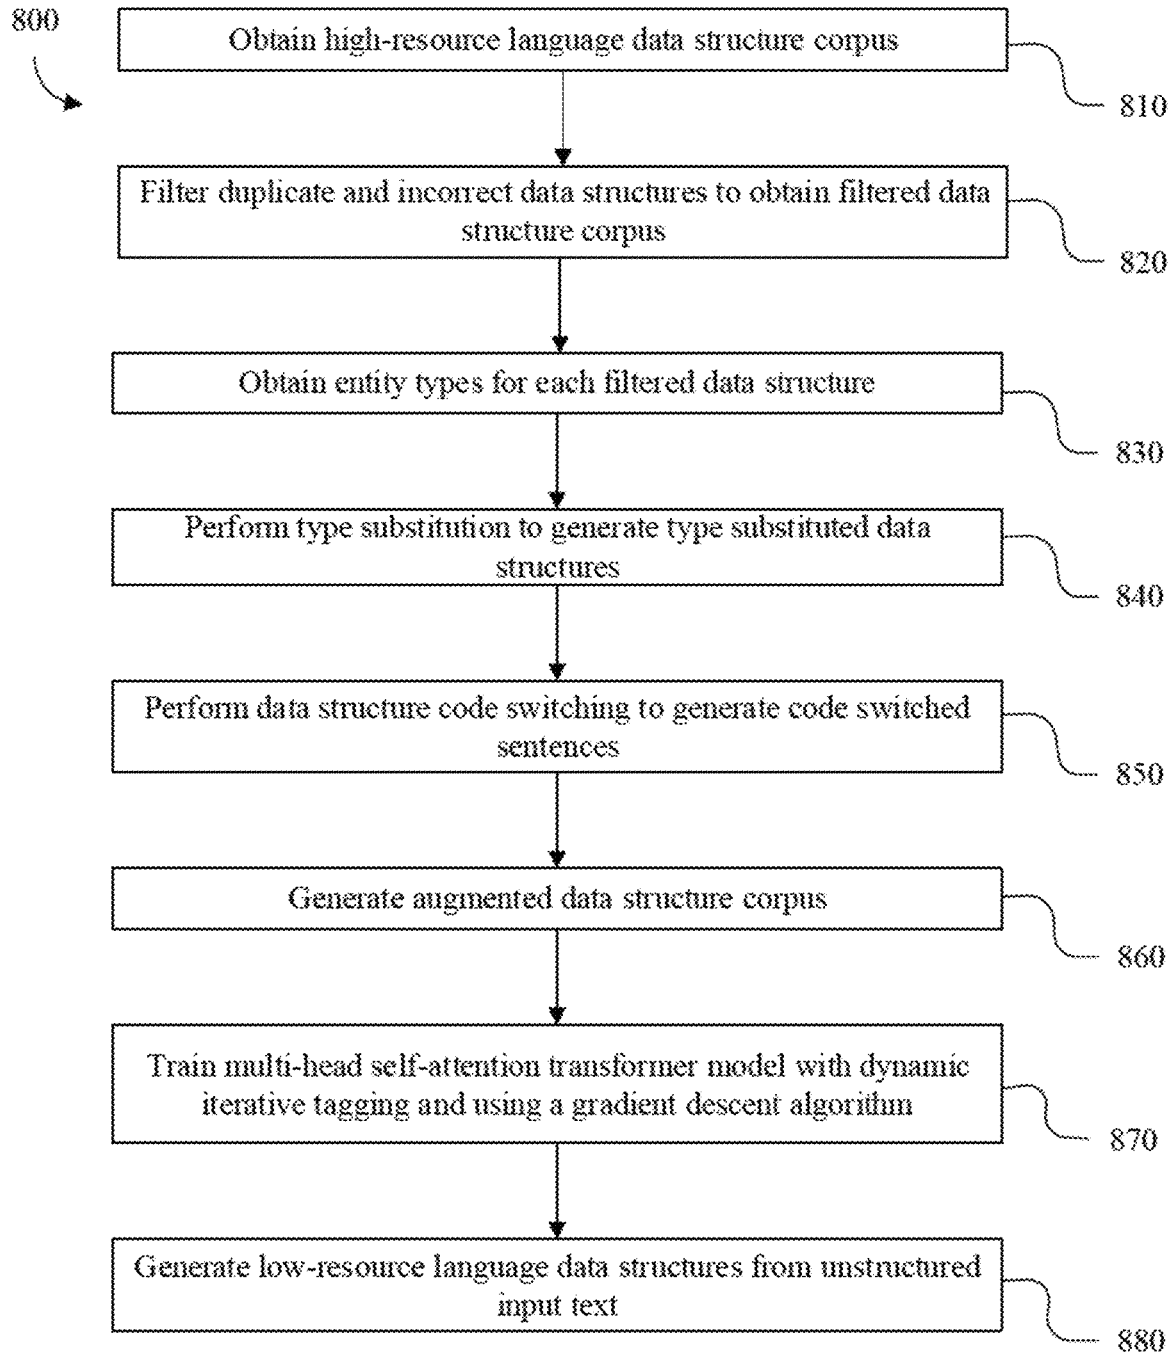 800
Obtain high-resource language data structure corpus
810
Filter duplicate and incorrect data structures to obtain filtered data
structure corpus
820
Obtain entity types for each filtered data structure
830
Perform type substitution to generate type substituted data
structures
840
Perform data structure code switching to generate code switched
sentences
850
Generate augmented data structure corpus
860
Train multi-head self-attention transformer model with dynamic
iterative tagging and using a gradient descent algorithm
870
Generate low-resource language data structures from unstructured
input text
880